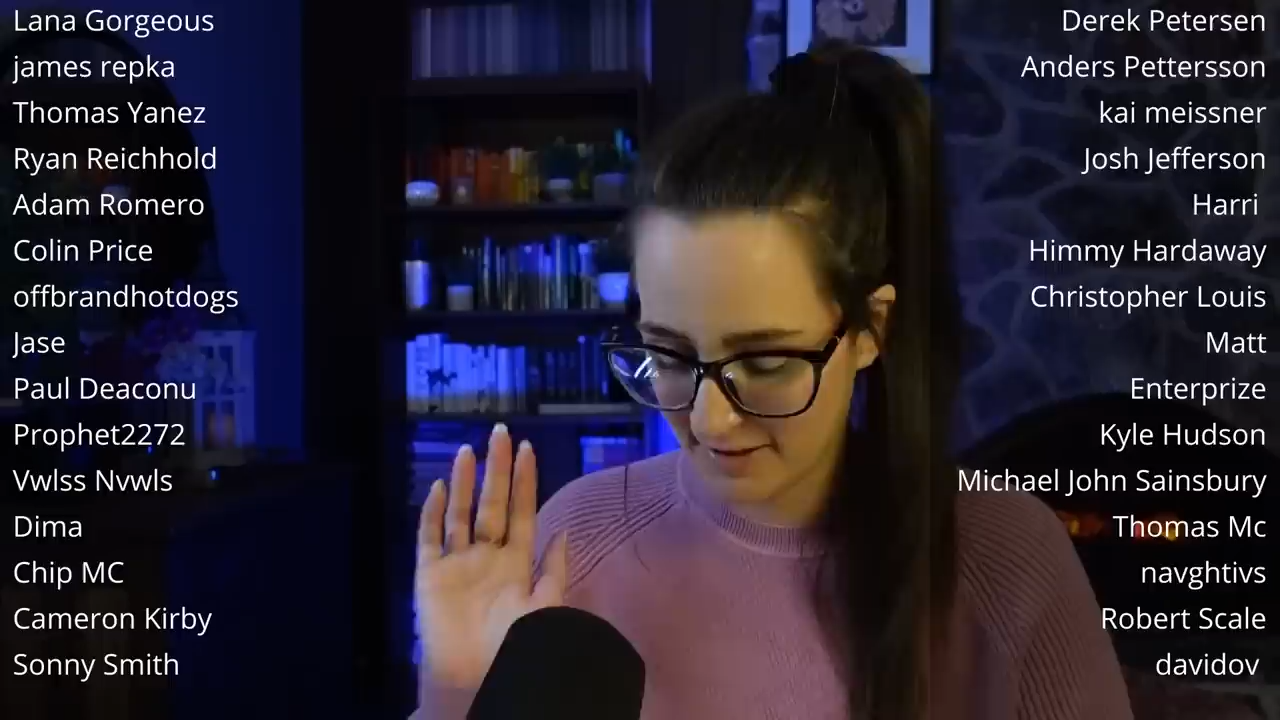 Lana Gorgeous
james repka
Thomas Yanez
Ryan Reichhold
Adam Romero
Colin Price
offbrandhotdogs
Jase
Paul Deaconu
Prophet2272
Vwlss Nvwls
Dima
Chip MC
Cameron Kirby
Sonny Smith
Derek Petersen
Anders Pettersson
kai meissner
Josh Jefferson
Harri
Himmy Hardaway
Christopher Louis
Matt
Enterprize
Kyle Hudson
Michael John Sainsbury
Thomas Mc
navghtivs
Robert Scale
davidov